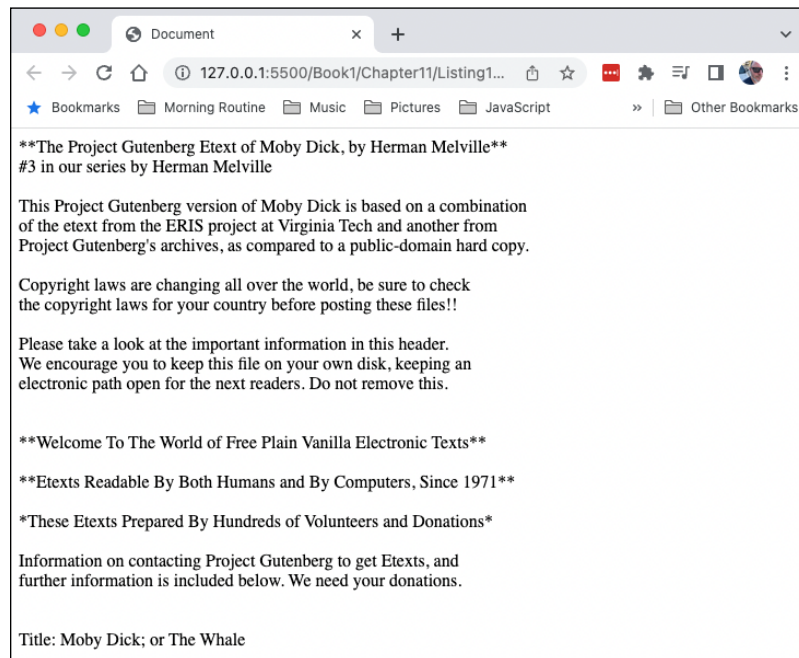 Document
127.0.0.1:5500/Book1/Chapter11/Listing1...
Bookmarks Morning Routine Music Pictures JavaScript » Other Bookmarks
**The Project Gutenberg Etext of Moby Dick, by Herman Melville**
#3 in our series by Herman Melville
This Project Gutenberg version of Moby Dick is based on a combination
of the etext from the ERIS project at Virginia Tech and another from
Project Gutenberg's archives, as compared to a public-domain hard copy.
Copyright laws are changing all over the world, be sure to check
the copyright laws for your country before posting these files!!
Please take a look at the important information in this header.
We encourage you to keep this file on your own disk, keeping an
electronic path open for the next readers. Do not remove this.
**Welcome To The World of Free Plain Vanilla Electronic Texts**
**Etexts Readable By Both Humans and By Computers, Since 1971**
*These Etexts Prepared By Hundreds of Volunteers and Donations*
Information on contacting Project Gutenberg to get Etexts, and
further information is included below. We need your donations.
Title: Moby Dick; or The Whale